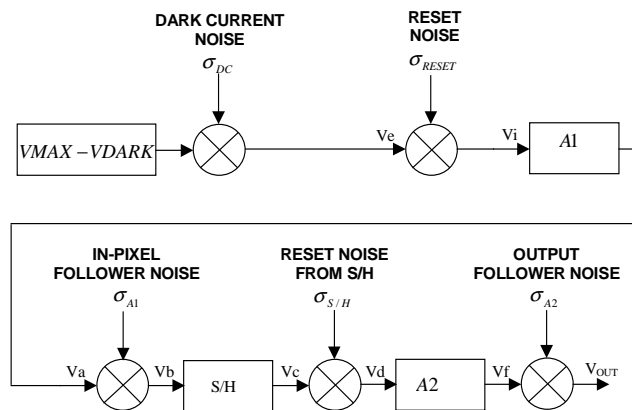 DARK CURRENT
NOISE
σDC
RESET
NOISE
σRESET
VMAX −VDARK
Ve
Vi
A1
IN-PIXEL
FOLLOWER NOISE
σA1
RESET NOISE
FROM S/H
σS/H
OUTPUT
FOLLOWER NOISE
σA2
Va
Vb
S/H
Vc
Vd
A2
Vf
VOUT